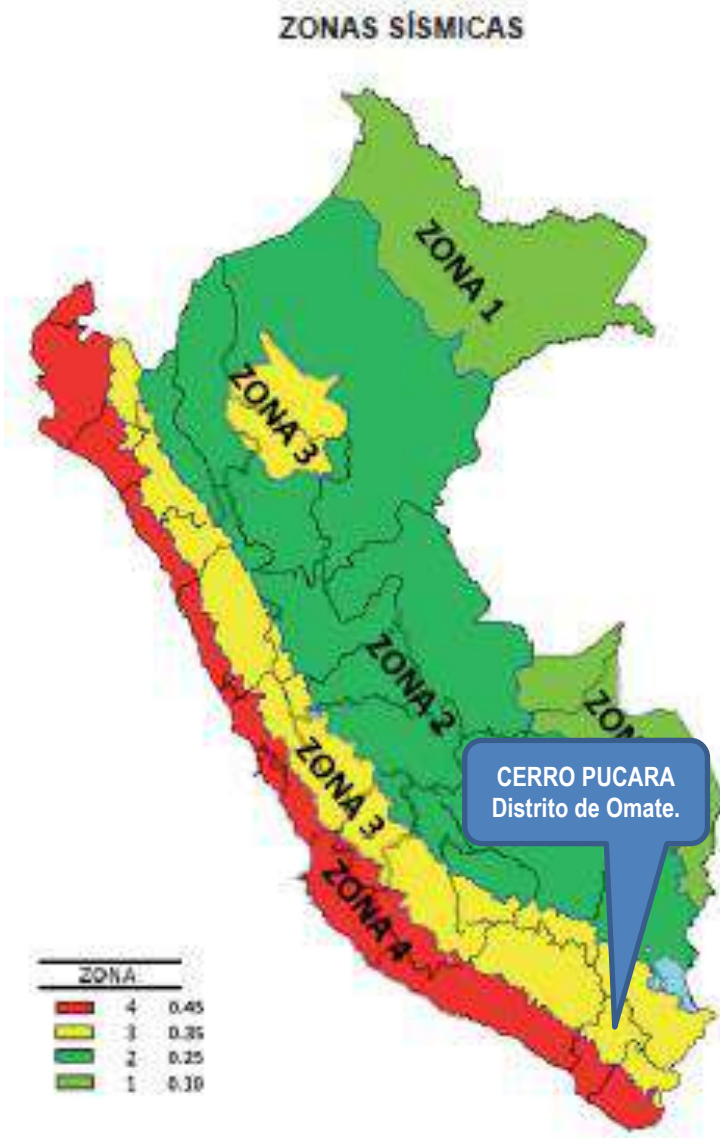 ZONAS SÍSMICAS
ZONA 1
ZONA 3
ZONA 2
CERRO PUCARA
Distrito de Omate.
ZONA 3
ZONA 4
ZONA
4 0.45
3 0.35
2 0.25
1 0.10